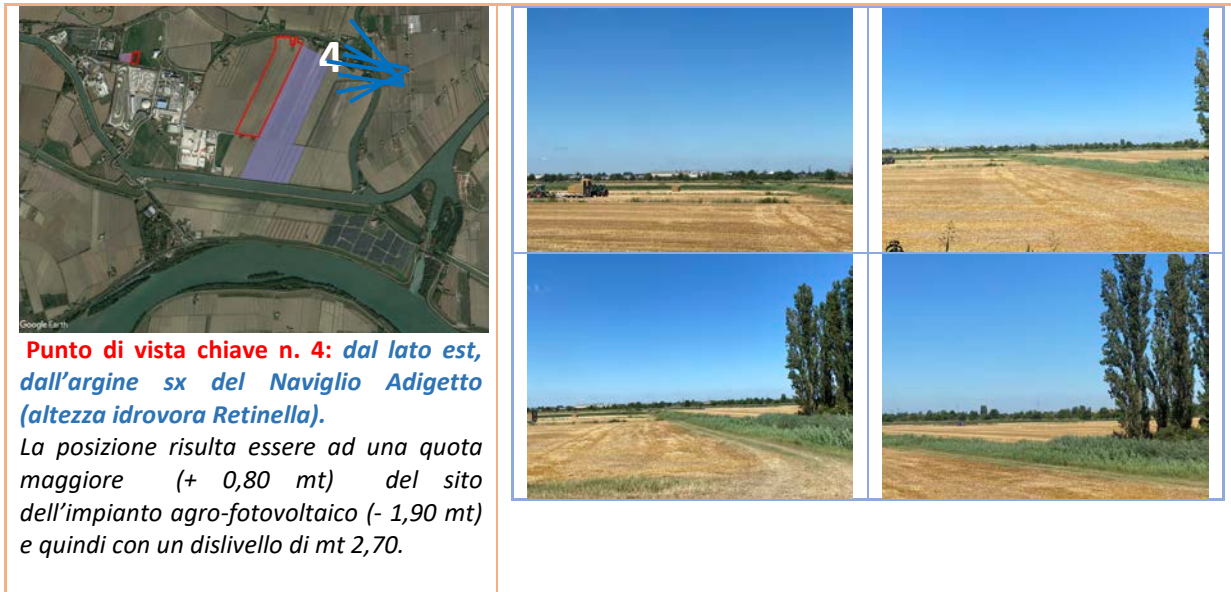 4
Google Earth
Punto di vista chiave n. 4: dal lato est,
dall’argine sx del Naviglio Adigetto
(altezza idrovora Retinella).
La posizione risulta essere ad una quota
maggiore (+ 0,80 mt) del sito
dell’impianto agro-fotovoltaico (- 1,90 mt)
e quindi con un dislivello di mt 2,70.